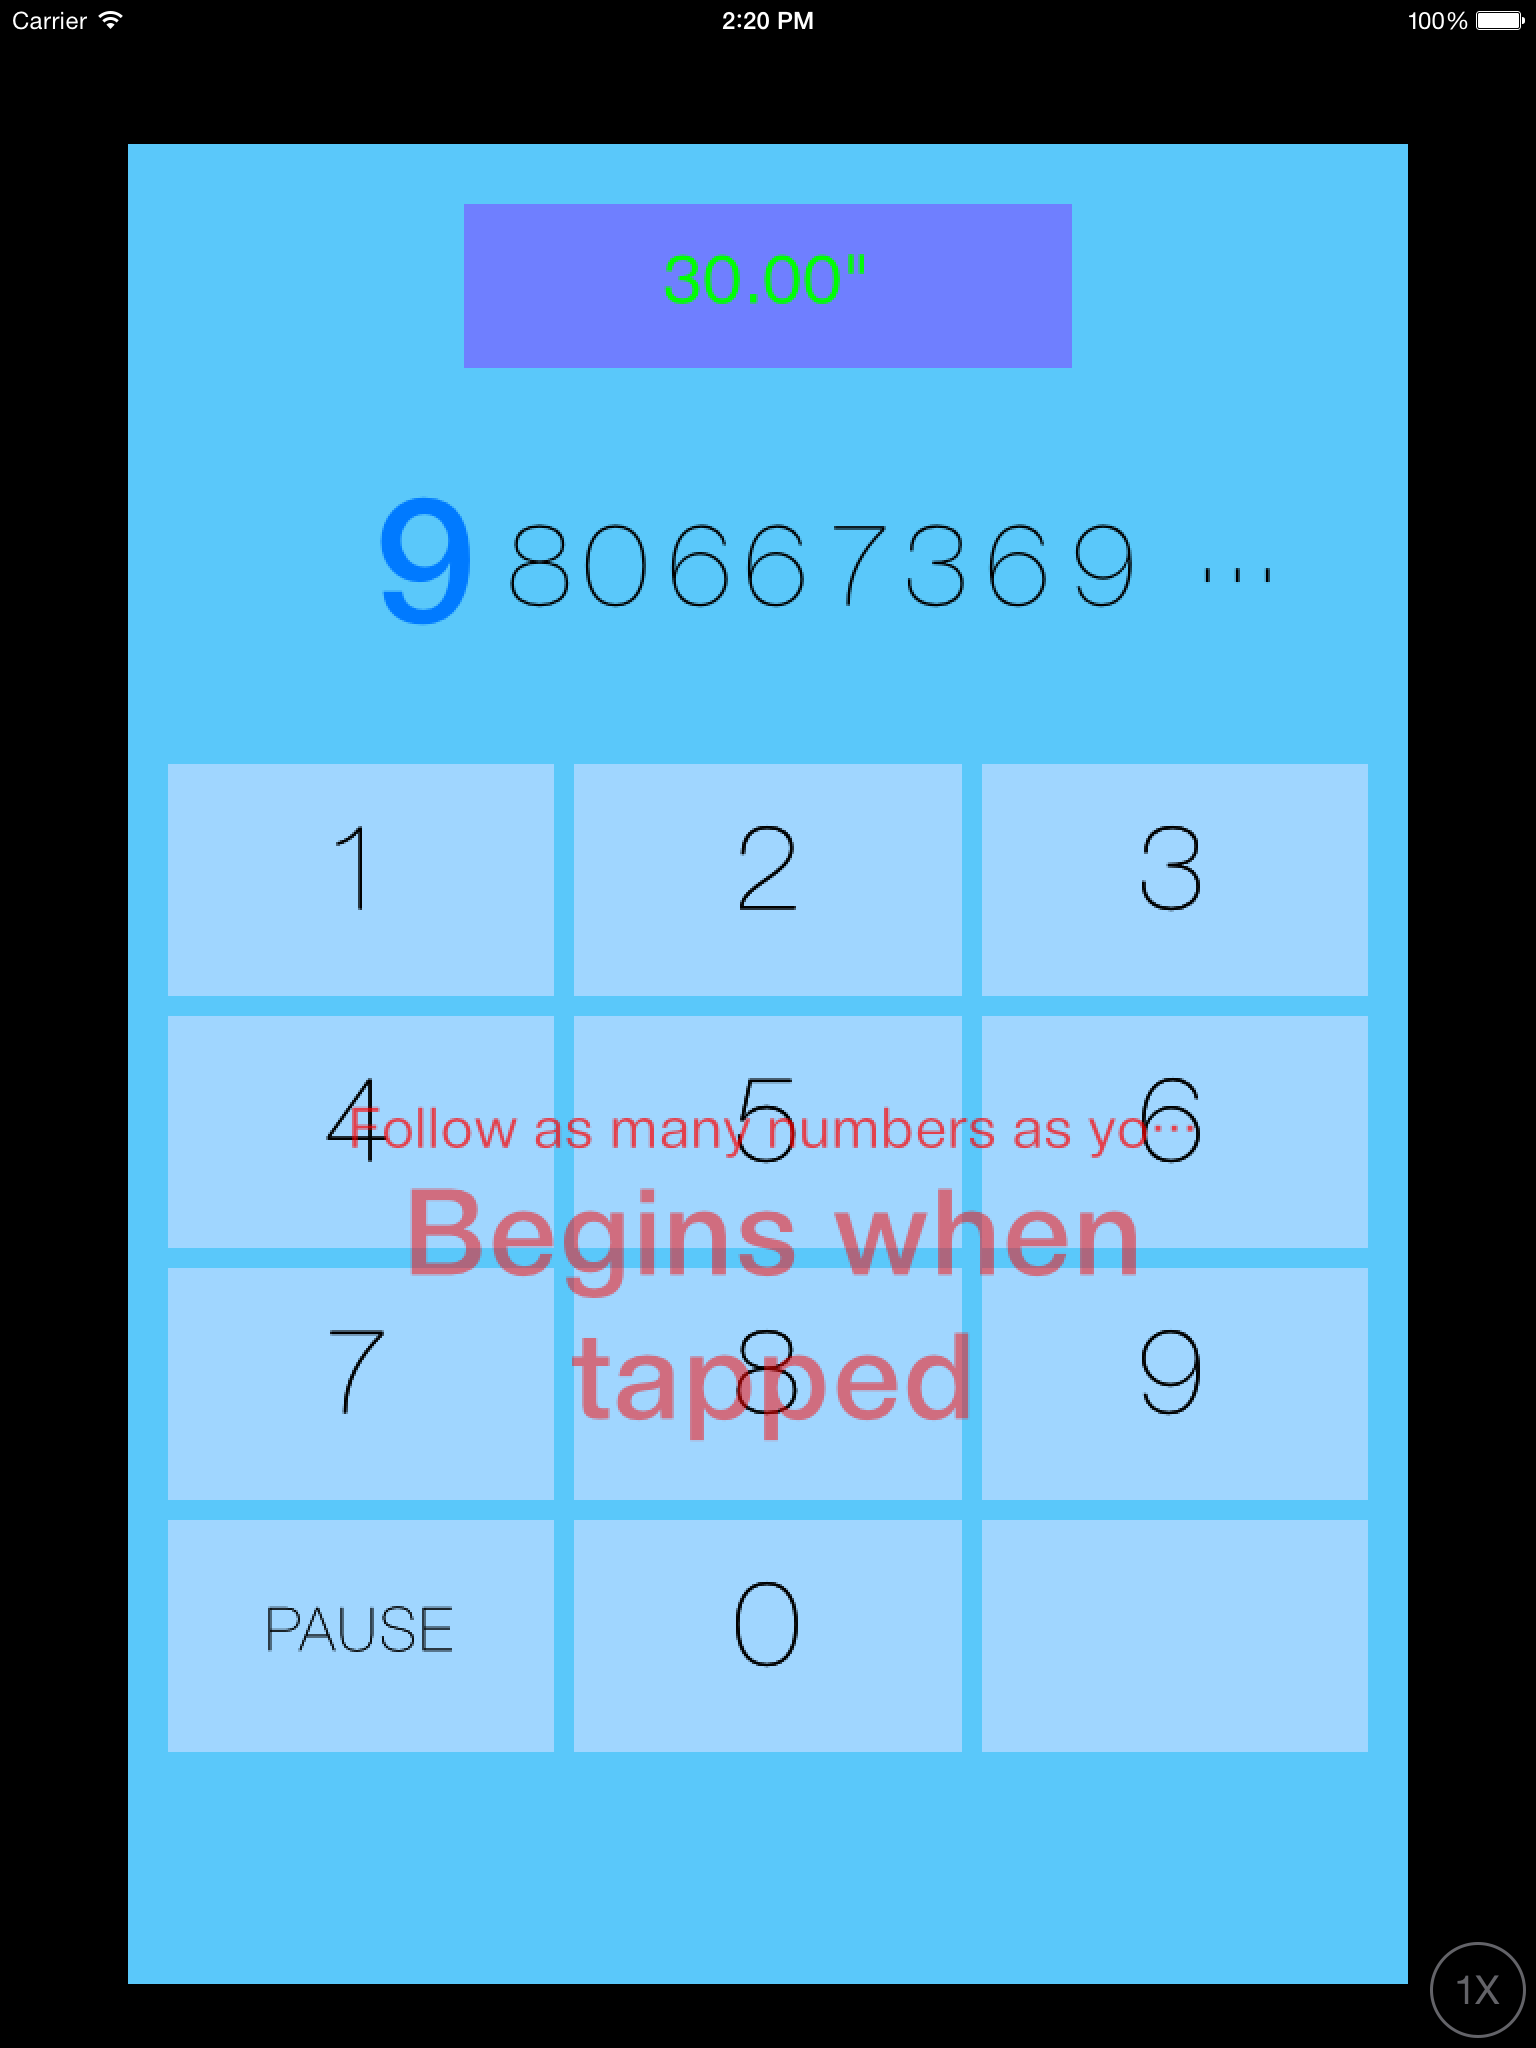 Carrier 2:20 PM 100%
30.00"
9 80667369 ...
1 2 3
4 5 6
Follow as many numbers as yo...
Begins when
tapped
7 8 9
PAUSE 0
1X